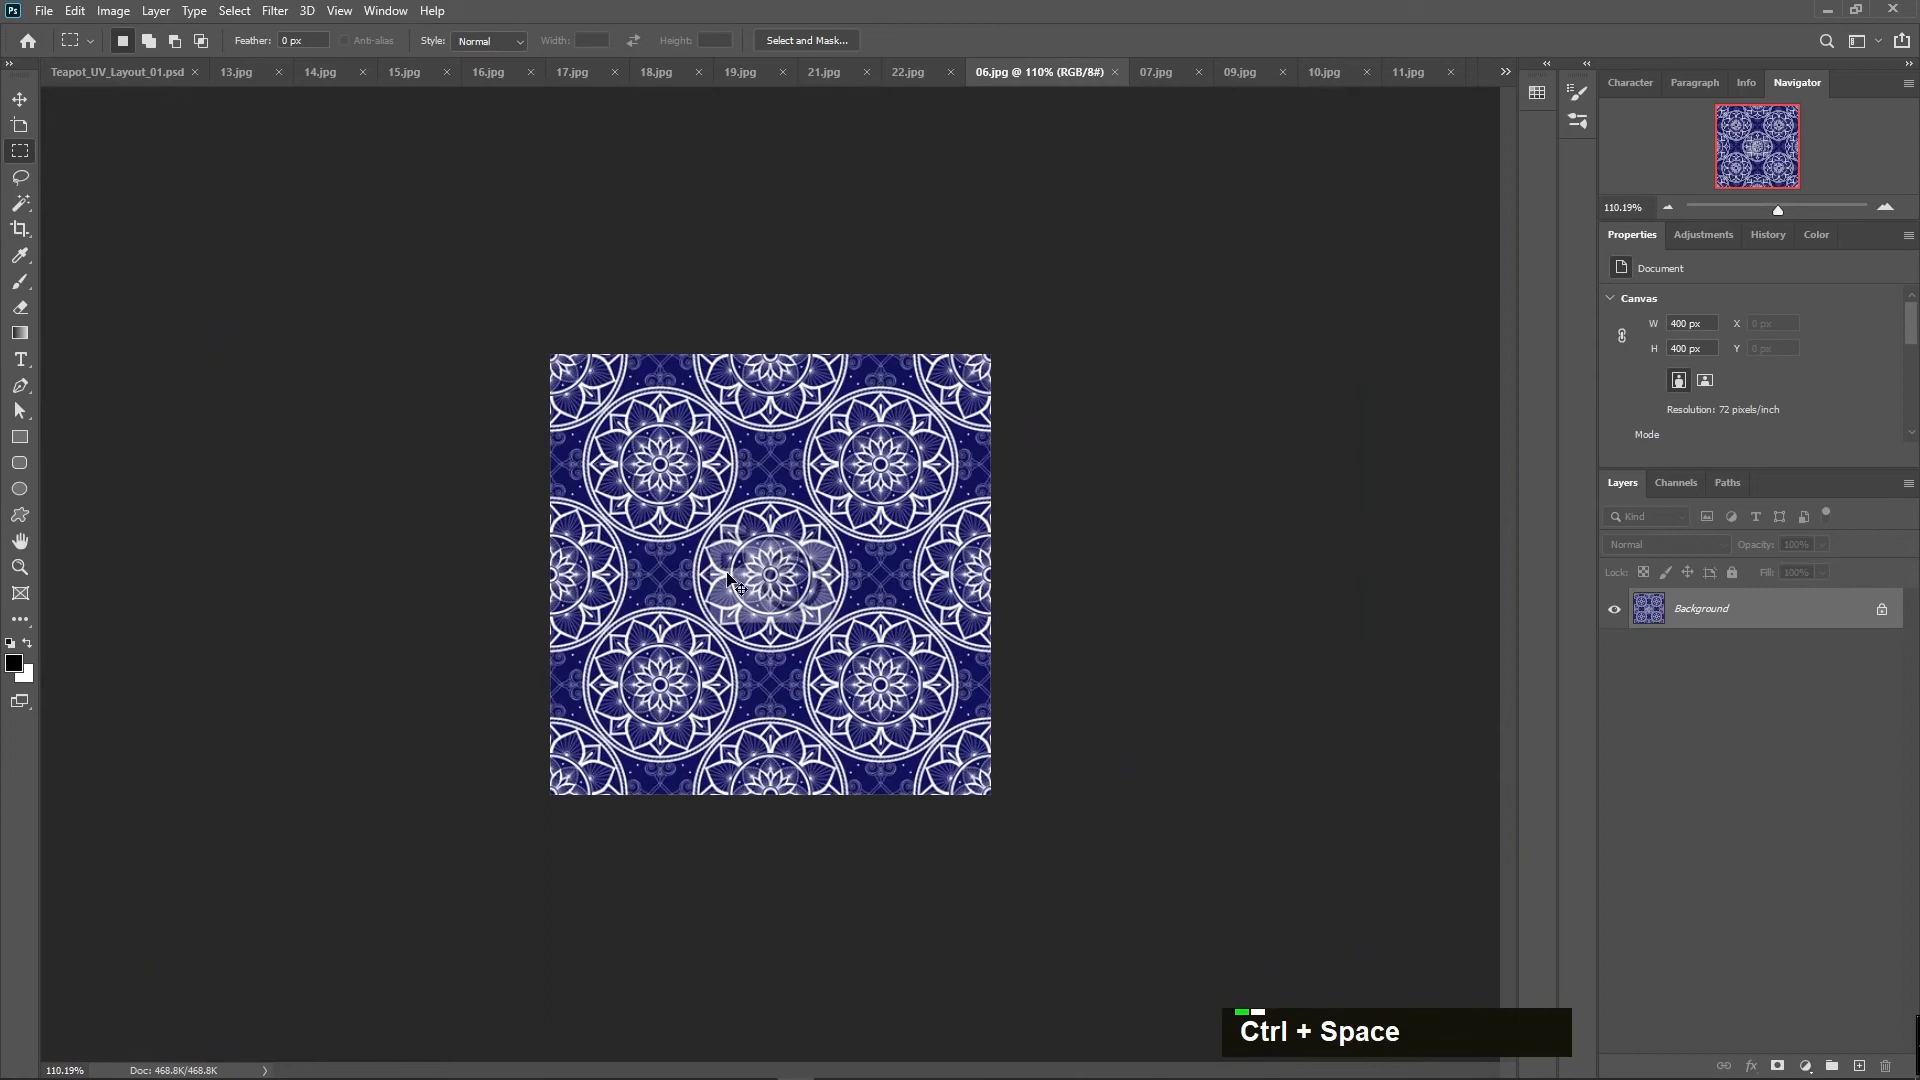 Ps File Edit Image Layer Type Select Filter 3D View Window Help
Feather: 0 px Anti-alias Style: Normal Width: Height: Select and Mask...
Teapot_UV_Layout_01.psd 13.jpg 14.jpg 15.jpg 16.jpg 17.jpg 18.jpg 19.jpg 21.jpg 22.jpg 06.jpg @ 110% (RGB/8#) 07.jpg 09.jpg 10.jpg 11.jpg
Character Paragraph Info Navigator
110.19%
Properties Adjustments History Color
Document
Canvas
W 400 px X 0 px
H 400 px Y 0 px
Resolution: 72 pixels/inch
Mode
Layers Channels Paths
Kind
Normal Opacity: 100%
Lock: Fill: 100%
Background
Ctrl + Space
110.19% Doc: 468.8K/468.8K